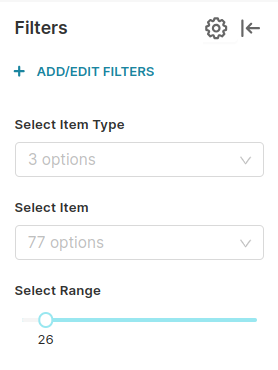 Filters
+ ADD/EDIT FILTERS
Select Item Type
3 options
Select Item
77 options
Select Range
26